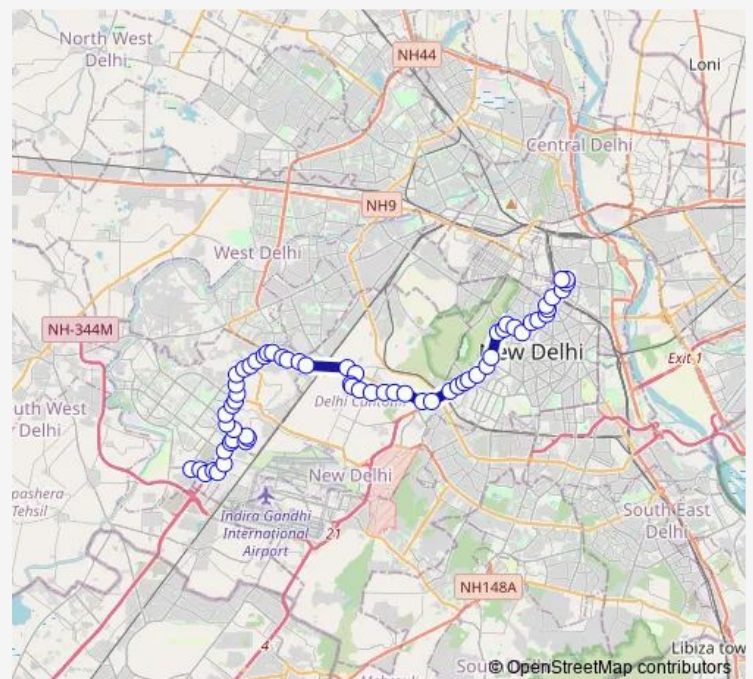 North West
Delhi
NH44
Loni
Central Delhi
NH9
West Delhi
NH-344M
New Delhi
Exit 1
uth West
Delhi
Delhi Cantonm
New Delhi
pashera
Tehsil
Indira Gandhi
International
Airport
21
South East
Delhi
NH148A
4
Libiza tow
Sou
© OpenStreetMap contributors